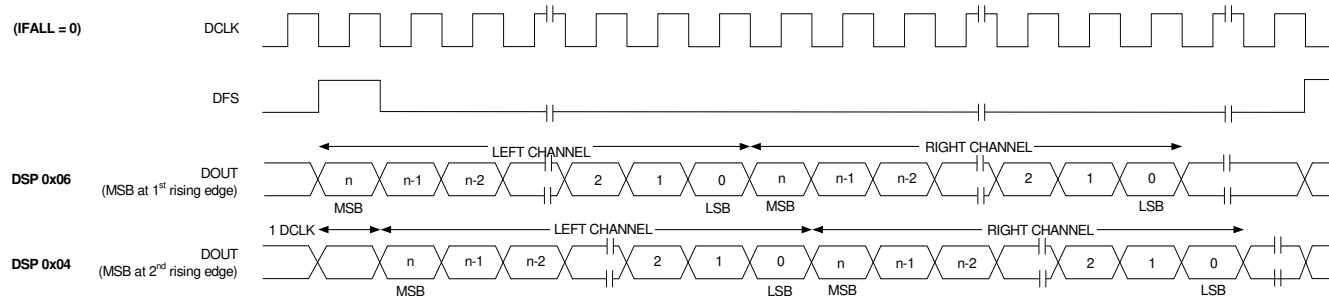 (IFALL = 0) DCLK
DFS
LEFT CHANNEL RIGHT CHANNEL
DSP 0x06 DOUT n n-1 n-2 2 1 0 n n-1 n-2 2 1 0
(MSB at 1st rising edge)
MSB LSB MSB LSB
1 DCLK LEFT CHANNEL RIGHT CHANNEL
DSP 0x04 DOUT n n-1 n-2 2 1 0 n n-1 n-2 2 1 0
(MSB at 2nd rising edge)
MSB LSB MSB LSB